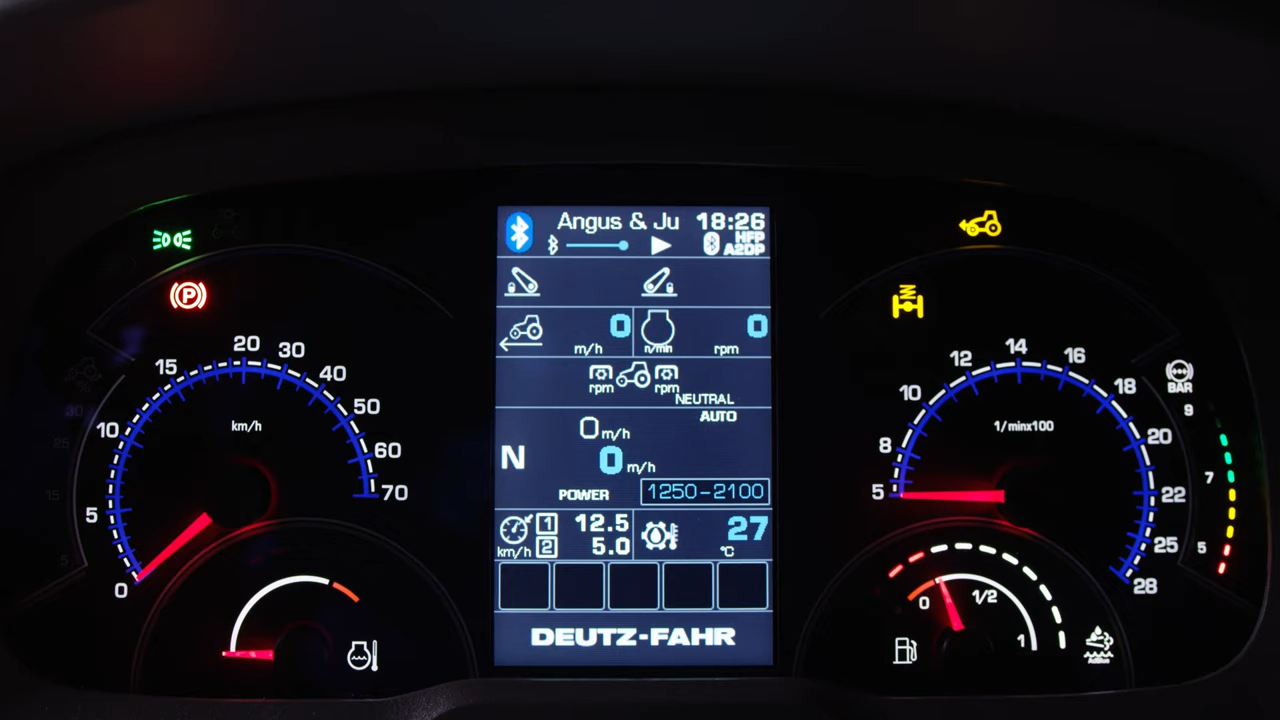 Angus & Ju 18:26
HFP
A2DP
P
0 0
m/h n/min rpm
rpm rpm
NEUTRAL
AUTO
0 m/h
N 0 m/h
POWER 1250-2100
1 12.5 27
km/h 2 5.0 °C
DEUTZ-FAHR
0 5 10 15 20 30 40 50 60 70
km/h
5 8 10 12 14 16 18 20 22 25 28
1/minx100
BAR
9
7
5
0 1/2 1
AdBlue